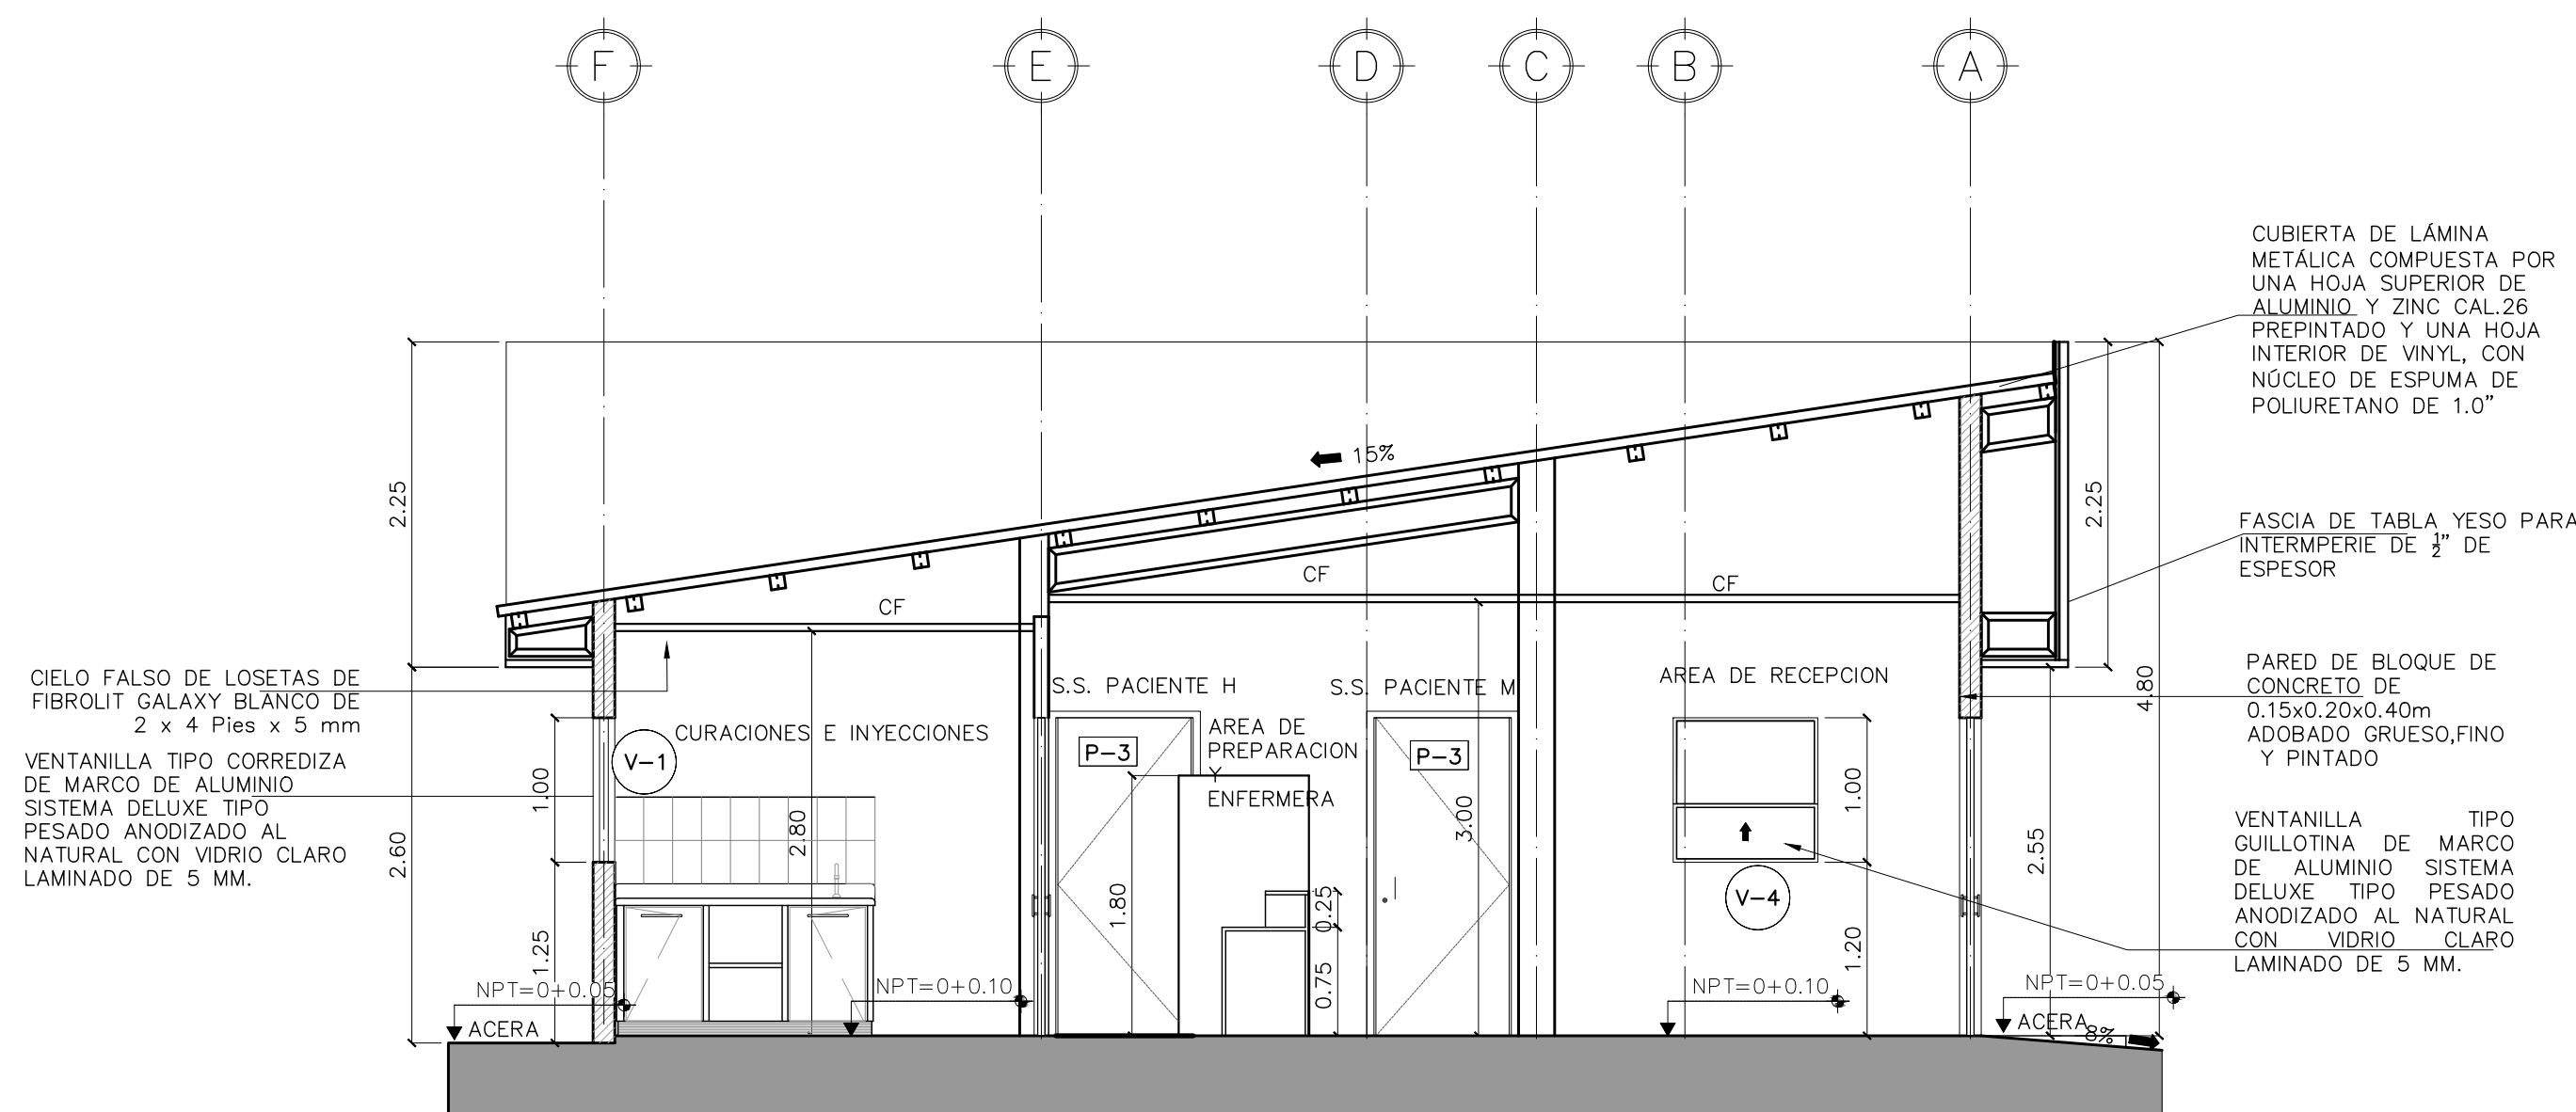 F
E
D
C
B
A
CUBIERTA DE LÁMINA
METÁLICA COMPUESTA POR
UNA HOJA SUPERIOR DE
ALUMINIO Y ZINC CAL.26
PREPINTADO Y UNA HOJA
INTERIOR DE VINYL, CON
NÚCLEO DE ESPUMA DE
POLIURETANO DE 1.0”
15%
2.25
2.25
FASCIA DE TABLA YESO PARA
INTERMPERIE DE ½” DE
ESPESOR
CF
CF
CF
CIELO FALSO DE LOSETAS DE
FIBROLIT GALAXY BLANCO DE
2 x 4 Pies x 5 mm
VENTANILLA TIPO CORREDIZA
DE MARCO DE ALUMINIO
SISTEMA DELUXE TIPO
PESADO ANODIZADO AL
NATURAL CON VIDRIO CLARO
LAMINADO DE 5 MM.
2.60
1.00
1.25
V-1
CURACIONES E INYECCIONES
2.80
S.S. PACIENTE H
P-3
AREA DE
PREPARACION
Y
ENFERMERA
1.80
0.25
0.75
S.S. PACIENTE M
P-3
3.00
AREA DE RECEPCION
V-4
1.00
1.20
2.55
4.80
PARED DE BLOQUE DE
CONCRETO DE
0.15x0.20x0.40m
ADOBADO GRUESO,FINO
Y PINTADO
VENTANILLA TIPO
GUILLOTINA DE MARCO
DE ALUMINIO SISTEMA
DELUXE TIPO PESADO
ANODIZADO AL NATURAL
CON VIDRIO CLARO
LAMINADO DE 5 MM.
NPT=0+0.05
ACERA
NPT=0+0.10
NPT=0+0.10
NPT=0+0.05
ACERA
8%